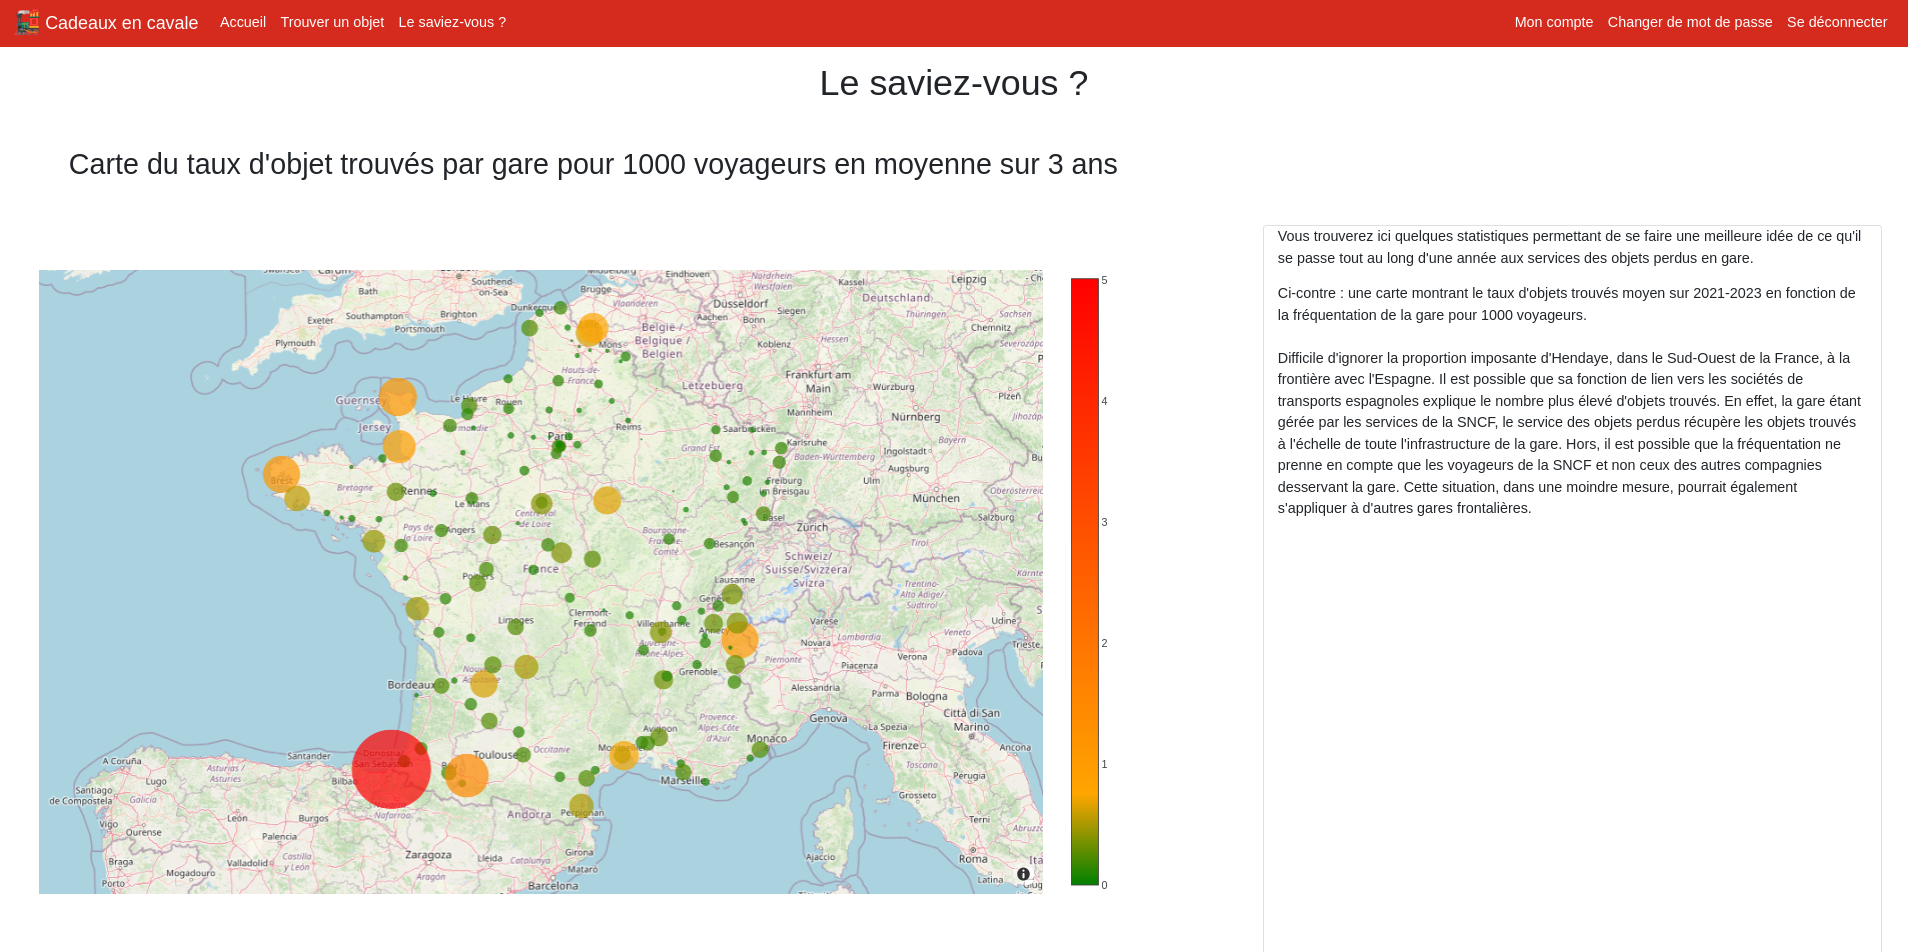 Cadeaux en cavale
Accueil
Trouver un objet
Le saviez-vous ?
Mon compte
Changer de mot de passe
Se déconnecter
Le saviez-vous ?
Carte du taux d'objet trouvés par gare pour 1000 voyageurs en moyenne sur 3 ans
Bath
Southend
-on-Sea
Exeter
Southampton
Brighton
Portsmouth
Plymouth
Dunkerque
Brugge
Eindhoven
Vlaanderen
Düsseldorf
Aachen
Bonn
Siegen
Kassel
Deutschland
Thüringen
Leipzig
Chemnitz
Sachsen
België /
Belgique /
Belgien
Mons
Koblenz
Hessen
Hauts-de-
France
Lëtzebuerg
Frankfurt am
Main
Würzburg
Plzeň
Guernsey
Jersey
Le Havre
Rouen
Reims
Paris
Mannheim
Nürnberg
Saarbrücken
Karlsruhe
Grand Est
Baden-Württemberg
Bayern
Ingolstadt
Augsburg
Ulm
München
Freiburg
im Breisgau
Salzburg
Brest
Bretagne
Rennes
Le Mans
Centre-Val
de Loire
Pays de
la Loire
Angers
Bourgogne-
Franche-
Comté
Besançon
Basel
Zürich
Tirol
Schweiz/
Suisse/Svizzera/
Svizra
Lausanne
Genève
Trentino-
Alto Adige/
Südtirol
Poitiers
France
Limoges
Clermont-
Ferrand
Villeurbanne
Auvergne-
Rhône-Alpes
Annecy
Grenoble
Varese
Lombardia
Novara
Piemonte
Piacenza
Verona
Veneto
Padova
Udine
Trieste
Bordeaux
Nouvelle-
Aquitaine
Alessandria
Parma
Bologna
Genova
La Spezia
Città di San
Marino
Firenze
Ancona
Toscana
Perugia
Grosseto
Terni
Roma
Latina
Provence-
Alpes-Côte
d'Azur
Avignon
Monaco
Montpellier
Marseille
Toulouse
Occitanie
Perpignan
Andorra
Donostia/
San Sebastián
Bilbao
Santander
Navarra/
Nafarroa
A Coruña
Lugo
Asturias /
Asturies
Santiago
de Compostela
Galicia
León
Burgos
Vigo
Ourense
Palencia
Braga
Valladolid
Castilla
y León
Mogadouro
Porto
Zaragoza
Aragón
Lleida
Catalunya
Girona
Mataró
Barcelona
Ajaccio
5
4
3
2
1
0
Vous trouverez ici quelques statistiques permettant de se faire une meilleure idée de ce qu'il
se passe tout au long d'une année aux services des objets perdus en gare.
Ci-contre : une carte montrant le taux d'objets trouvés moyen sur 2021-2023 en fonction de
la fréquentation de la gare pour 1000 voyageurs.
Difficile d'ignorer la proportion imposante d'Hendaye, dans le Sud-Ouest de la France, à la
frontière avec l'Espagne. Il est possible que sa fonction de lien vers les sociétés de
transports espagnoles explique le nombre plus élevé d'objets trouvés. En effet, la gare étant
gérée par les services de la SNCF, le service des objets perdus récupère les objets trouvés
à l'échelle de toute l'infrastructure de la gare. Hors, il est possible que la fréquentation ne
prenne en compte que les voyageurs de la SNCF et non ceux des autres compagnies
desservant la gare. Cette situation, dans une moindre mesure, pourrait également
s'appliquer à d'autres gares frontalières.